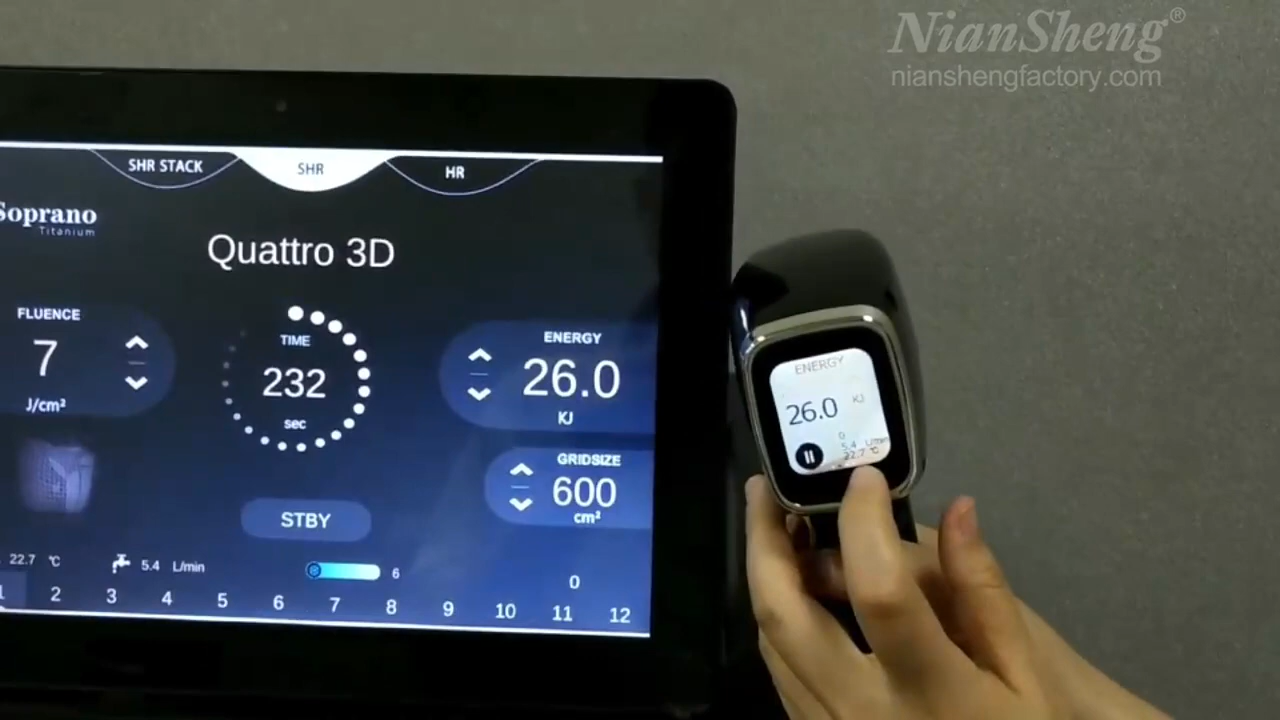 NianSheng®
nianshengfactory.com
SHR STACK
SHR
HR
Soprano
Titanium
Quattro 3D
FLUENCE
7
J/cm²
TIME
232
sec
ENERGY
26.0
KJ
GRIDSIZE
600
cm²
STBY
22.7 °C
5.4 L/min
6
0
1 2 3 4 5 6 7 8 9 10 11 12
ENERGY
26.0 KJ
0
5.4 L/min
22.7 °C